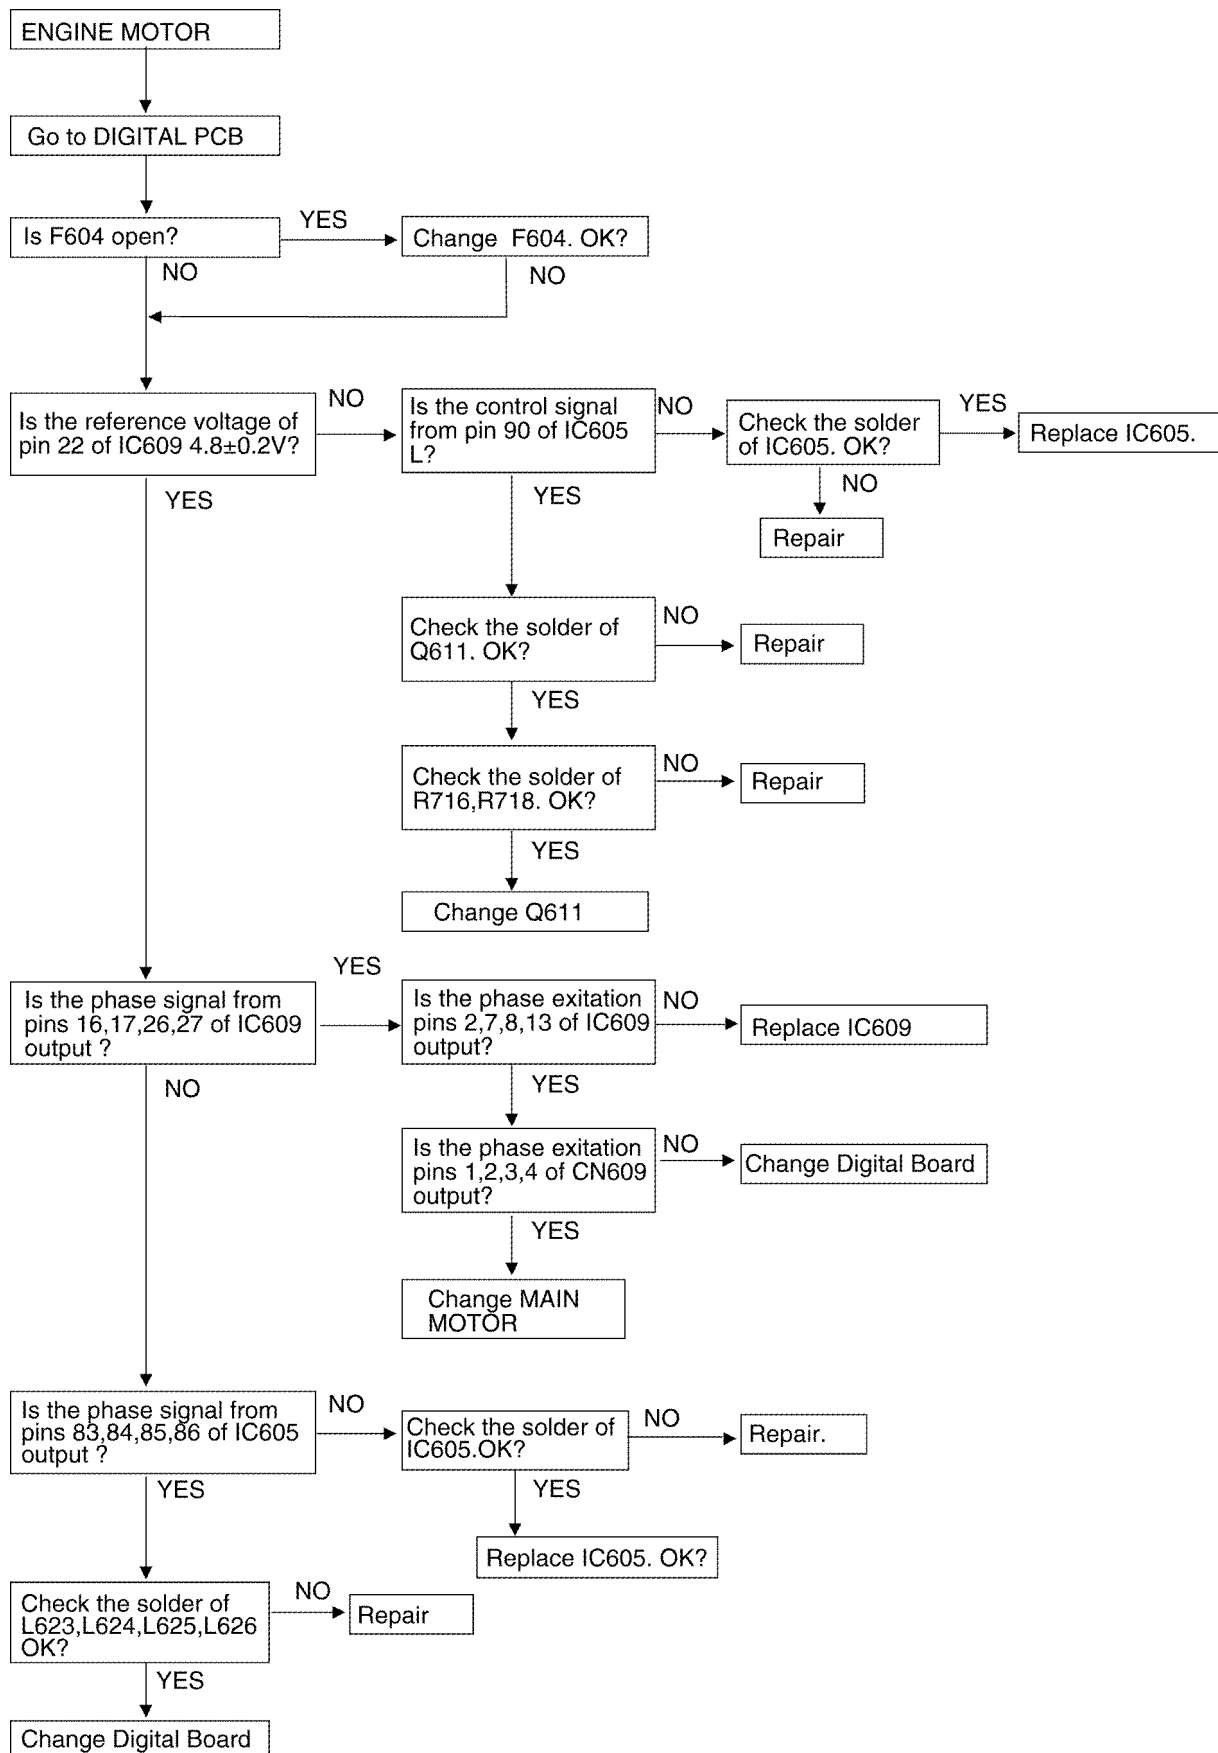 ENGINE MOTOR
Go to DIGITAL PCB
Is F604 open?
YES
Change F604. OK?
NO
NO
Is the reference voltage of
pin 22 of IC609 4.8±0.2V?
NO
Is the control signal
from pin 90 of IC605
L?
NO
Check the solder
of IC605. OK?
YES
Replace IC605.
NO
Repair
YES
YES
Check the solder of
Q611. OK?
NO
Repair
YES
Check the solder of
R716,R718. OK?
NO
Repair
YES
Change Q611
Is the phase signal from
pins 16,17,26,27 of IC609
output ?
YES
Is the phase exitation
pins 2,7,8,13 of IC609
output?
NO
Replace IC609
NO
YES
Is the phase exitation
pins 1,2,3,4 of CN609
output?
NO
Change Digital Board
YES
Change MAIN
MOTOR
Is the phase signal from
pins 83,84,85,86 of IC605
output ?
NO
Check the solder of
IC605.OK?
NO
Repair.
YES
YES
Replace IC605. OK?
Check the solder of
L623,L624,L625,L626
OK?
NO
Repair
YES
Change Digital Board